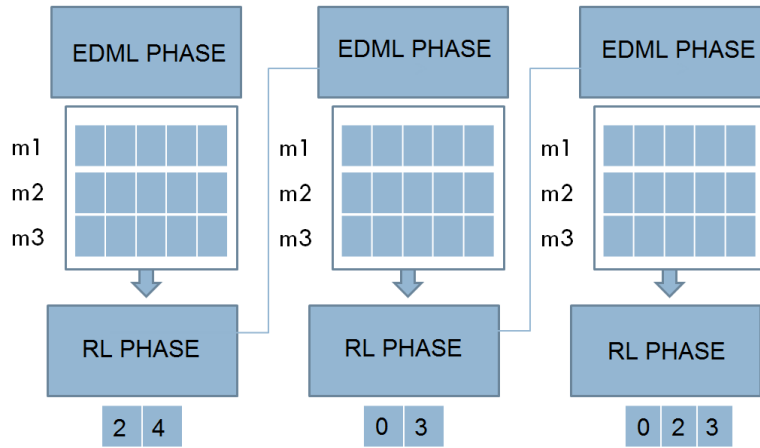 EDML PHASE EDML PHASE EDML PHASE
m1 m1 m1
m2 m2 m2
m3 m3 m3
RL PHASE RL PHASE RL PHASE
2 4 0 3 0 2 3